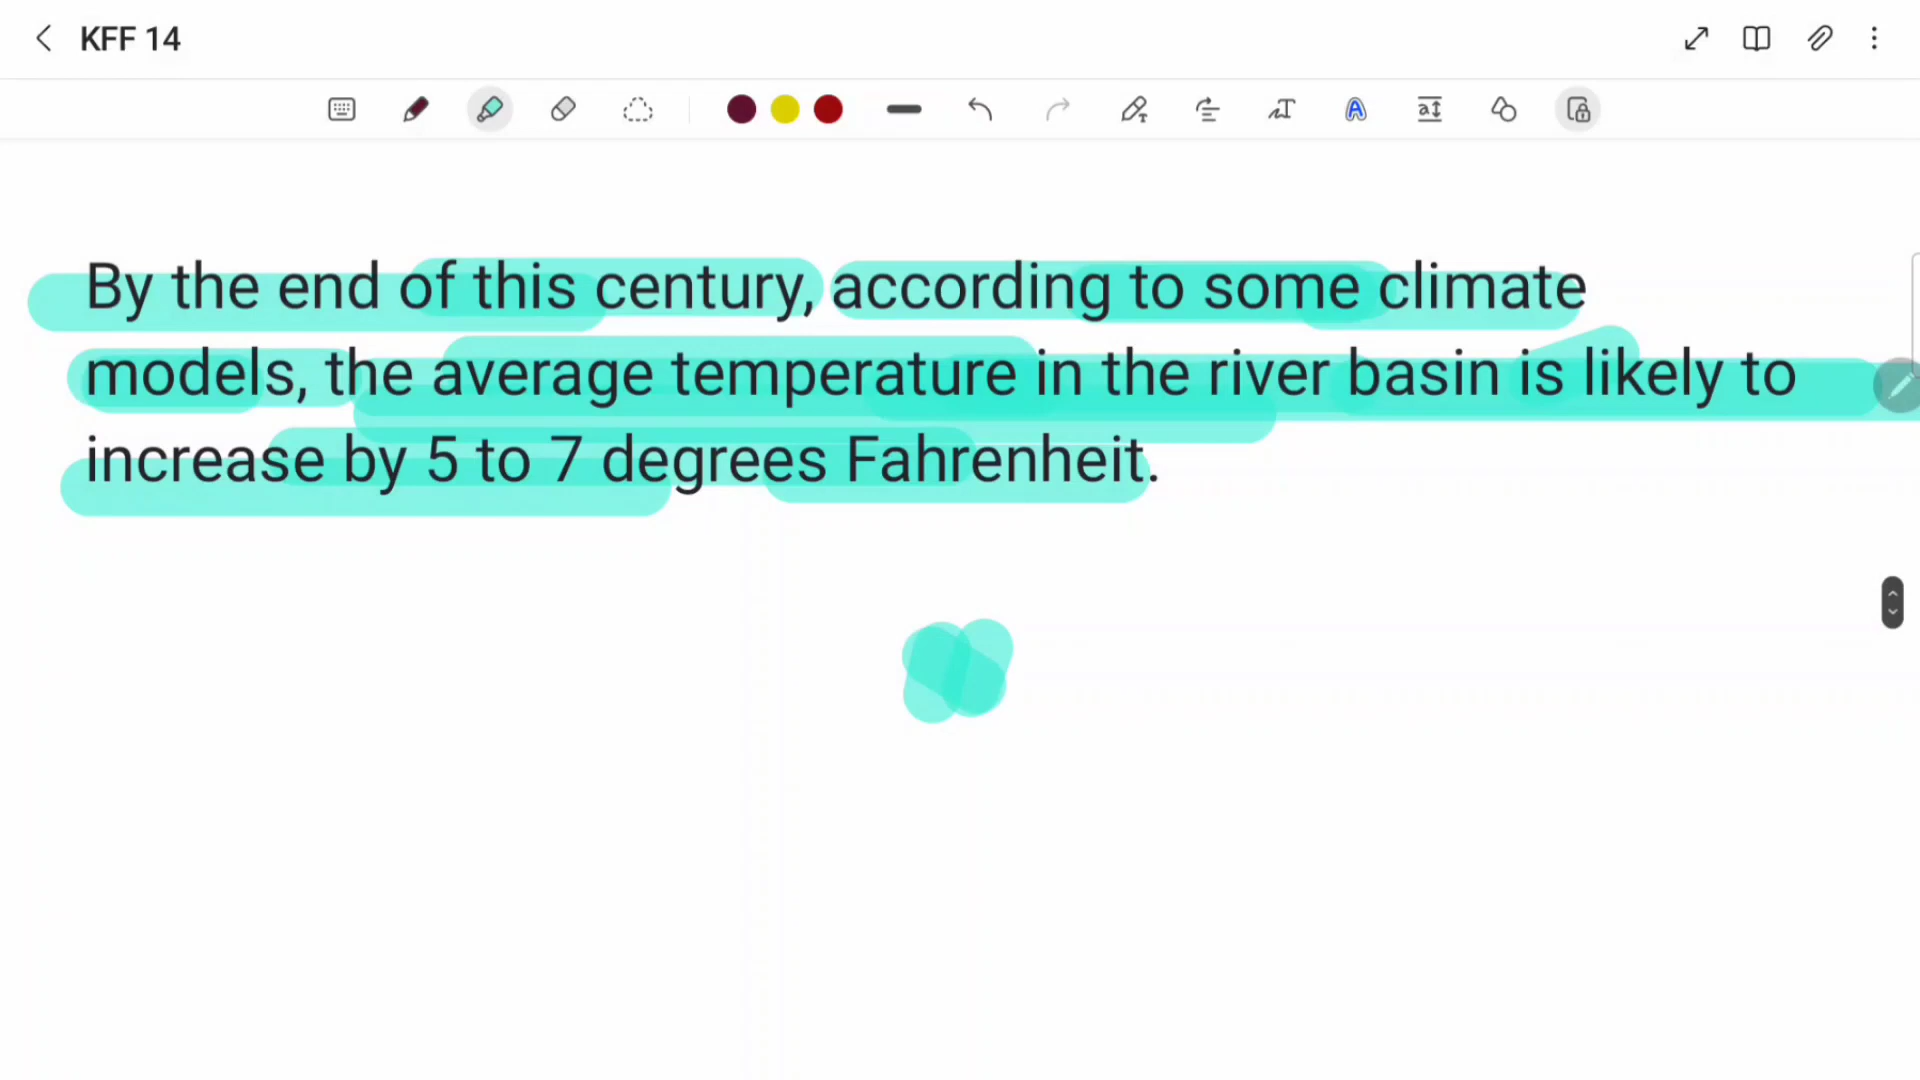 KFF 14
By the end of this century, according to some climate
models, the average temperature in the river basin is likely to
increase by 5 to 7 degrees Fahrenheit.